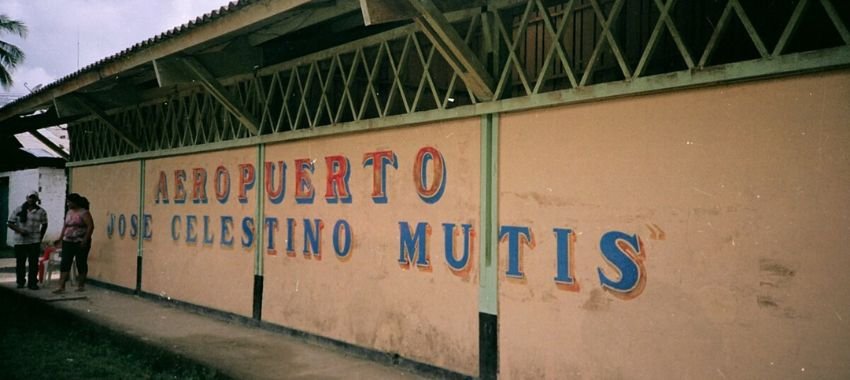 AEROPUERTO
"JOSE CELESTINO MUTIS"